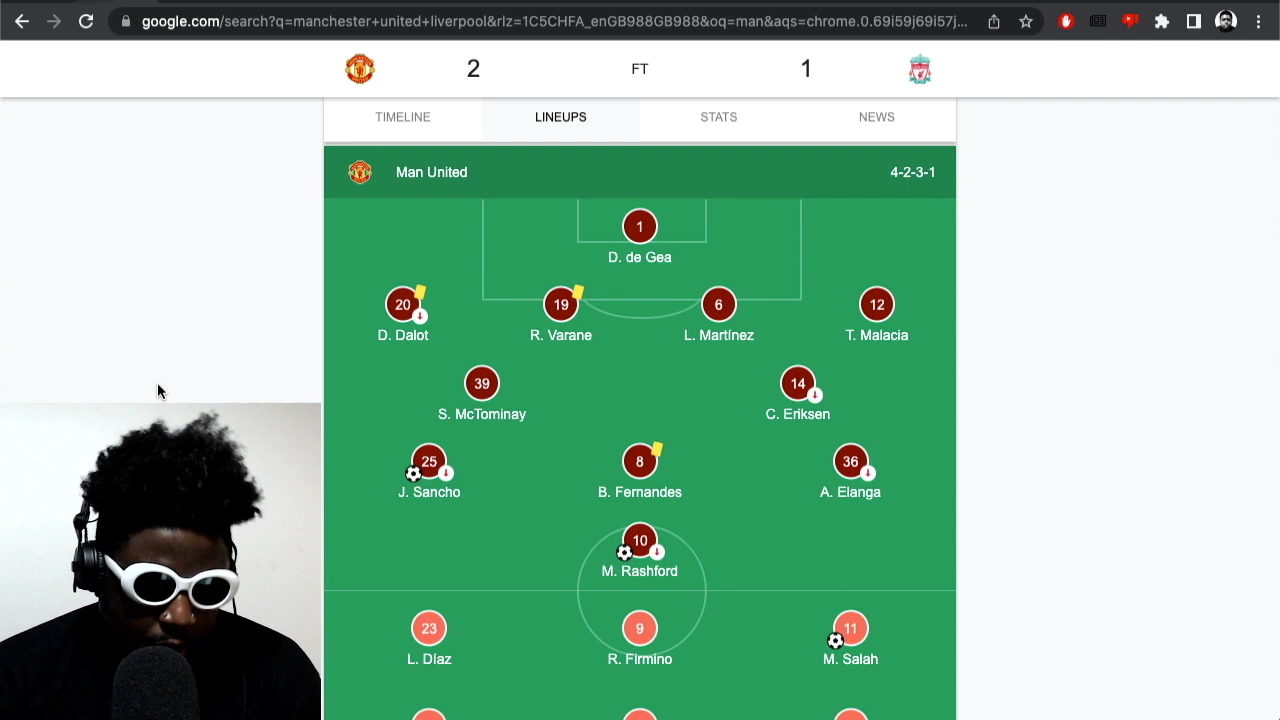 google.com/search?q=manchester+united+liverpool&rlz=1C5CHFA_enGB988GB988&oq=man&aqs=chrome.0.69i59j69i57j...
2 FT 1
TIMELINE LINEUPS STATS NEWS
Man United 4-2-3-1
1
D. de Gea
20 19 6 12
D. Dalot R. Varane L. Martínez T. Malacia
39 14
S. McTominay C. Eriksen
25 8 36
J. Sancho B. Fernandes A. Elanga
10
M. Rashford
23 9 11
L. Díaz R. Firmino M. Salah